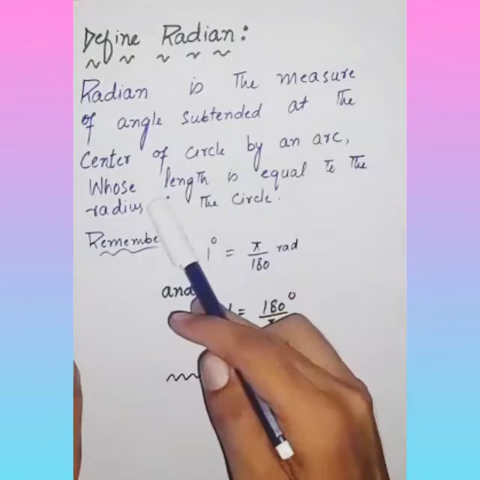 Define Radian:
Radian is the measure
of angle subtended at the
Center of circle by an arc,
Whose length is equal to the
radius the circle.
1° = π/180 rad
and
= 180°